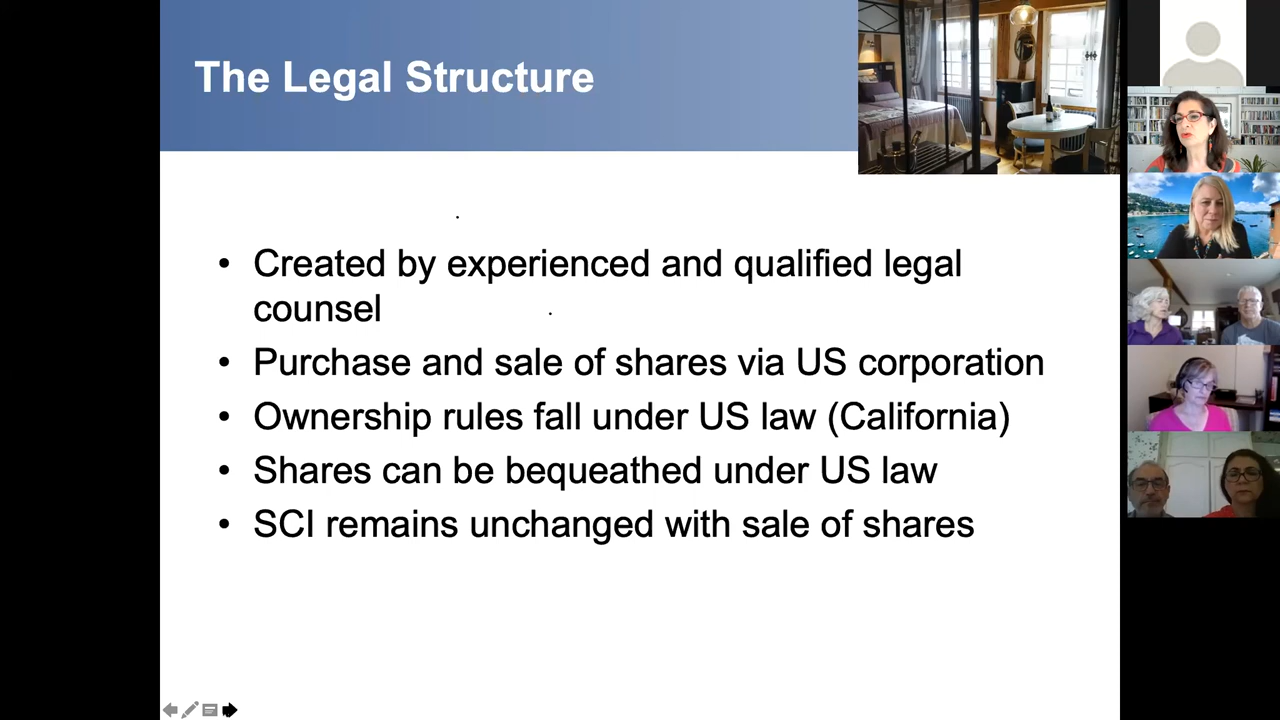 The Legal Structure
• Created by experienced and qualified legal
counsel
• Purchase and sale of shares via US corporation
• Ownership rules fall under US law (California)
• Shares can be bequeathed under US law
• SCI remains unchanged with sale of shares